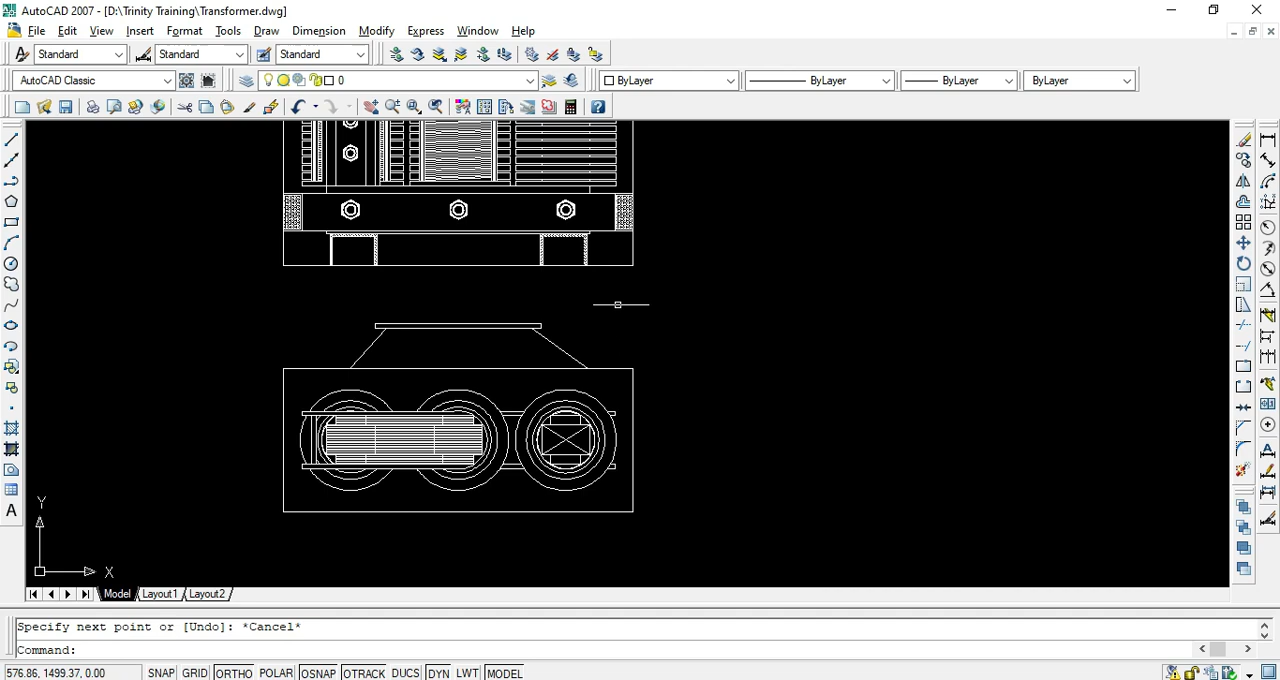 AutoCAD 2007 - [D:\Trinity Training\Transformer.dwg]
File Edit View Insert Format Tools Draw Dimension Modify Express Window Help
Standard Standard Standard
AutoCAD Classic 0 ByLayer ByLayer ByLayer ByLayer
A
A
Y
X
Model Layout1 Layout2
Specify next point or [Undo]: *Cancel*
Command:
576.86, 1499.37, 0.00 SNAP GRID ORTHO POLAR OSNAP OTRACK DUCS DYN LWT MODEL